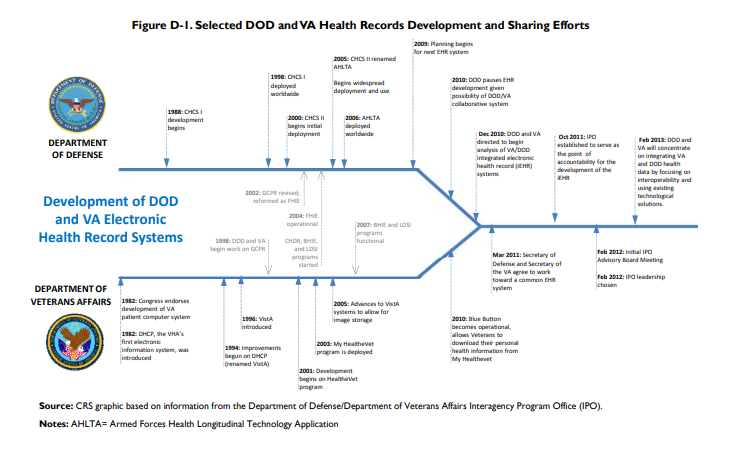 Figure D-1. Selected DOD and VA Health Records Development and Sharing Efforts
2009: Planning begins
for next EHR system
2005: CHCS II renamed
AHLTA
Begins widespread
deployment and use
1998: CHCS I
deployed
worldwide
2010: DOD pauses EHR
development given
possibility of DOD/VA
collaborative system
1988: CHCS I
development
begins
2000: CHCS II
begins initial
deployment
2006: AHLTA
deployed
worldwide
DEPARTMENT
OF DEFENSE
Dec 2010: DOD and VA
directed to begin
analysis of VA/DOD
integrated electronic
health record (iEHR)
systems
Oct 2011: IPO
established to serve as
the point of
accountability for the
development of the
iEHR
Feb 2013: DOD and
VA will concentrate
on integrating VA
and DOD health
data by focusing on
interoperability and
using existing
technological
solutions.
Development of DOD
and VA Electronic
Health Record Systems
2002: GCPR revised;
reformed as FHIE
2004: FHIE
operational
CHDR, BHIE,
and LDSI
programs
started
2007: BHIE and LDSI
programs
functional
1998: DOD and VA
begin work on GCPR
Mar 2011: Secretary of
Defense and Secretary of
the VA agree to work
toward a common EHR
system
Feb 2012: Initial IPO
Advisory Board Meeting
Feb 2012: IPO leadership
chosen
DEPARTMENT OF
VETERANS AFFAIRS
1982: Congress endorses
development of VA
patient computer system
1982: DHCP, the VHA's
first electronic
information system, was
introduced
1996: VistA
introduced
1994: Improvements
begun on DHCP
(renamed VistA)
2005: Advances to VistA
systems to allow for
image storage
2003: My HealtheVet
program is deployed
2001: Development
begins on HealtheVet
program
2010: Blue Button
becomes operational,
allows Veterans to
download their personal
health information from
My Healthevet
Source: CRS graphic based on information from the Department of Defense/Department of Veterans Affairs Interagency Program Office (IPO).
Notes: AHLTA= Armed Forces Health Longitudinal Technology Application